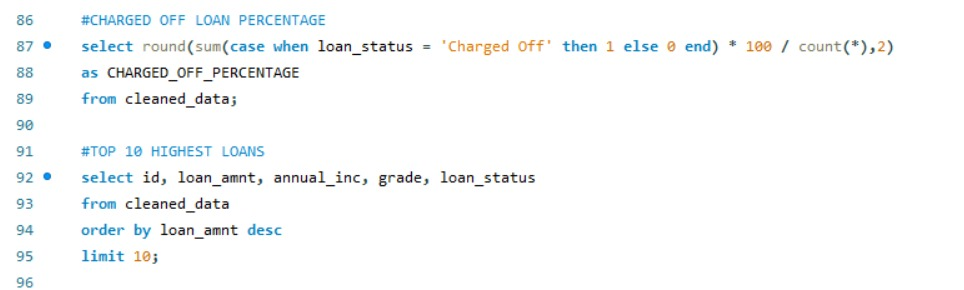 86 #CHARGED OFF LOAN PERCENTAGE
87 select round(sum(case when loan_status = 'Charged Off' then 1 else 0 end) * 100 / count(*),2)
88 as CHARGED_OFF_PERCENTAGE
89 from cleaned_data;
90
91 #TOP 10 HIGHEST LOANS
92 select id, loan_amnt, annual_inc, grade, loan_status
93 from cleaned_data
94 order by loan_amnt desc
95 limit 10;
96